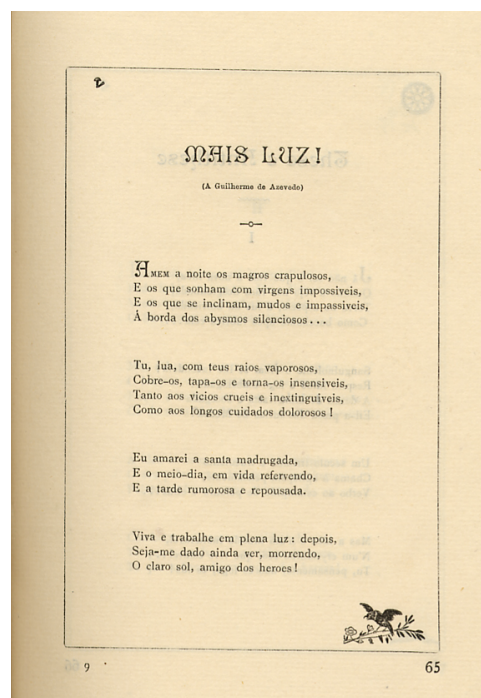 MAIS LUZ!
(A Guilherme de Azevedo)
AMEM a noite os magros crapulosos,
E os que sonham com virgens impossiveis,
E os que se inclinam, mudos e impassiveis,
Á borda dos abysmos silenciosos...
Tu, lua, com teus raios vaporosos,
Cobre-os, tapa-os e torna-os insensiveis,
Tanto aos vicios crueis e inextinguiveis,
Como aos longos cuidados dolorosos!
Eu amarei a santa madrugada,
E o meio-dia, em vida refervendo,
E a tarde rumorosa e repousada.
Viva e trabalhe em plena luz: depois,
Seja-me dado ainda ver, morrendo,
O claro sol, amigo dos heroes!
9
65